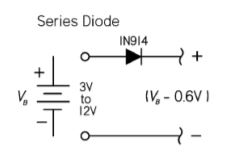 Series Diode
IN914
+
+
V_B
3V
to
12V
(V_B - 0.6V)
−
−